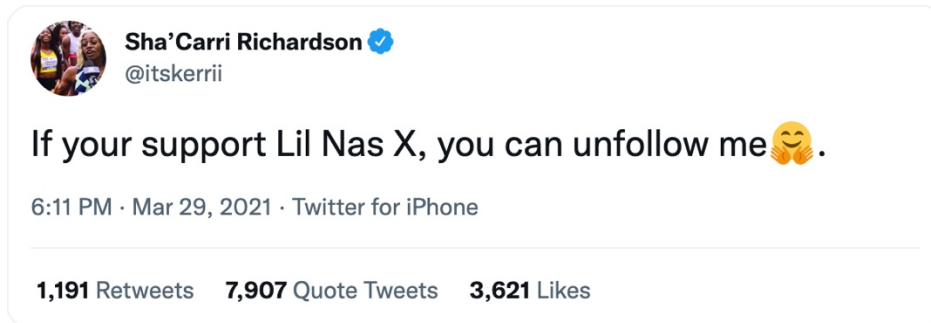 Sha'Carri Richardson
@itskerrii
If your support Lil Nas X, you can unfollow me🤗.
6:11 PM · Mar 29, 2021 · Twitter for iPhone
1,191 Retweets 7,907 Quote Tweets 3,621 Likes